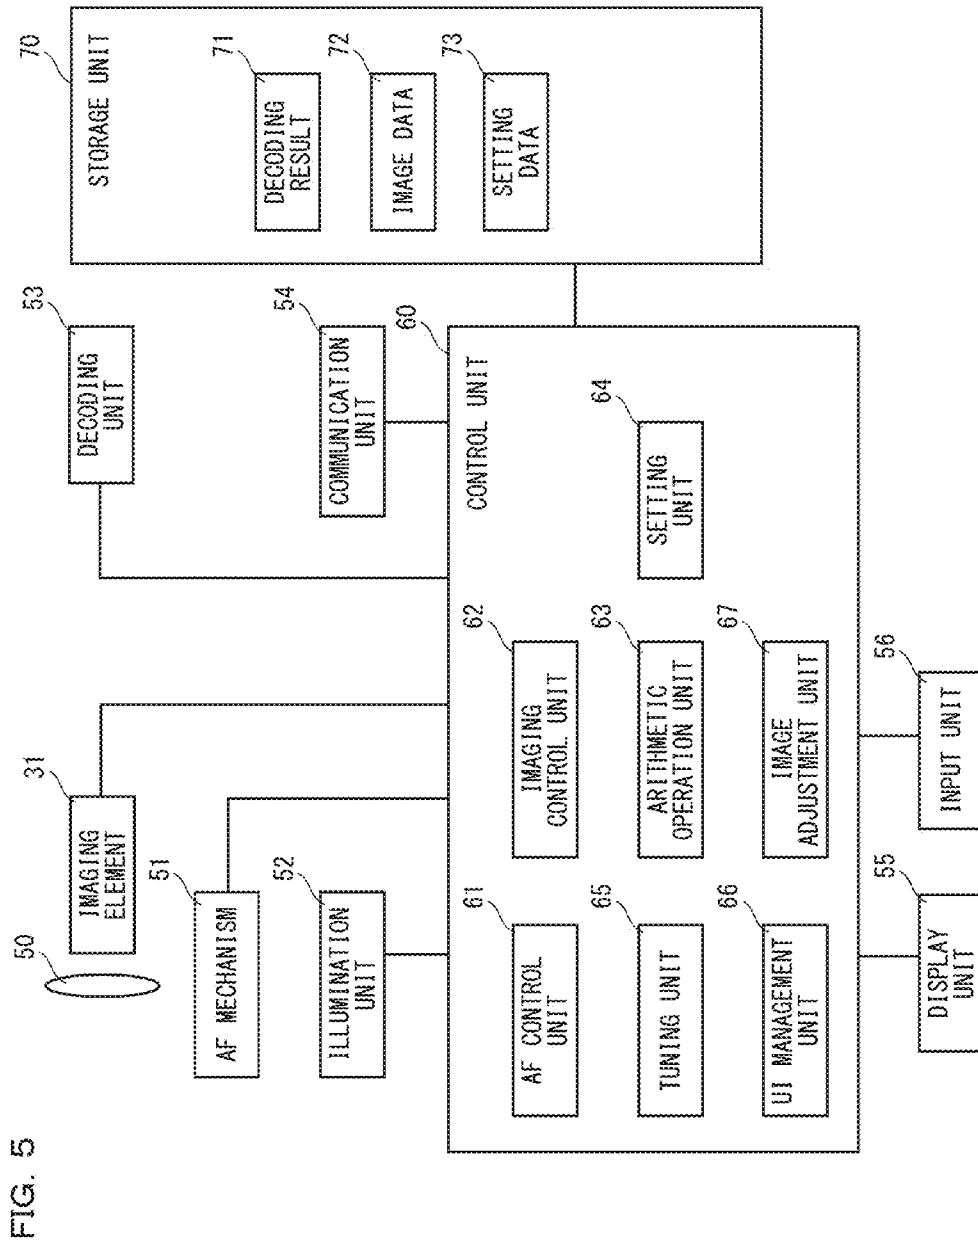 FIG. 5
50
31
IMAGING
ELEMENT
53
DECODING
UNIT
70
STORAGE UNIT
51
AF MECHANISM
71
DECODING
RESULT
52
ILLUMINATION
UNIT
54
COMMUNICATION
UNIT
72
IMAGE DATA
60
CONTROL UNIT
73
SETTING
DATA
61
AF CONTROL
UNIT
62
IMAGING
CONTROL UNIT
65
TUNING UNIT
63
ARITHMETIC
OPERATION UNIT
64
SETTING
UNIT
66
UI MANAGEMENT
UNIT
67
IMAGE
ADJUSTMENT UNIT
55
DISPLAY
UNIT
56
INPUT UNIT